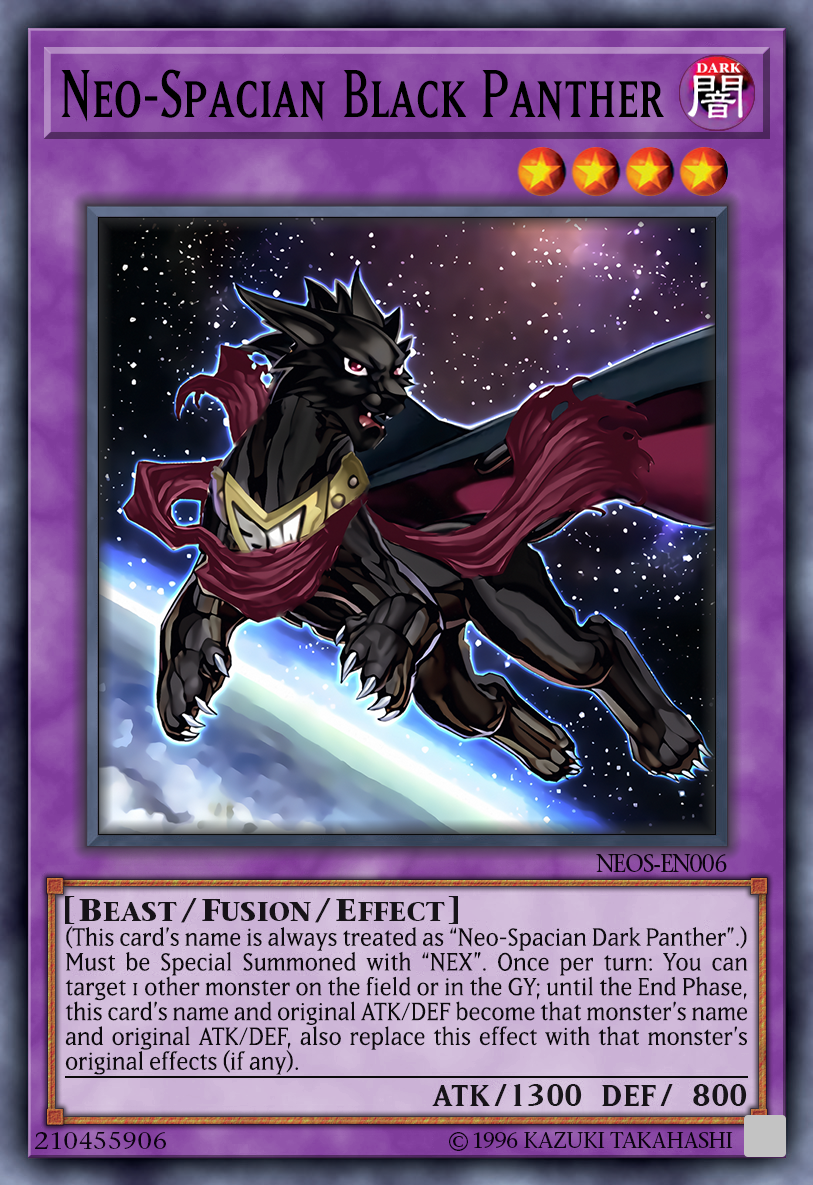 Neo-Spacian Black Panther
DARK
闇
NEOS-EN006
[Beast/Fusion/Effect]
(This card's name is always treated as “Neo-Spacian Dark Panther”.)
Must be Special Summoned with “NEX”. Once per turn: You can
target 1 other monster on the field or in the GY; until the End Phase,
this card's name and original ATK/DEF become that monster's name
and original ATK/DEF, also replace this effect with that monster's
original effects (if any).
ATK/1300 DEF/ 800
210455906
© 1996 KAZUKI TAKAHASHI